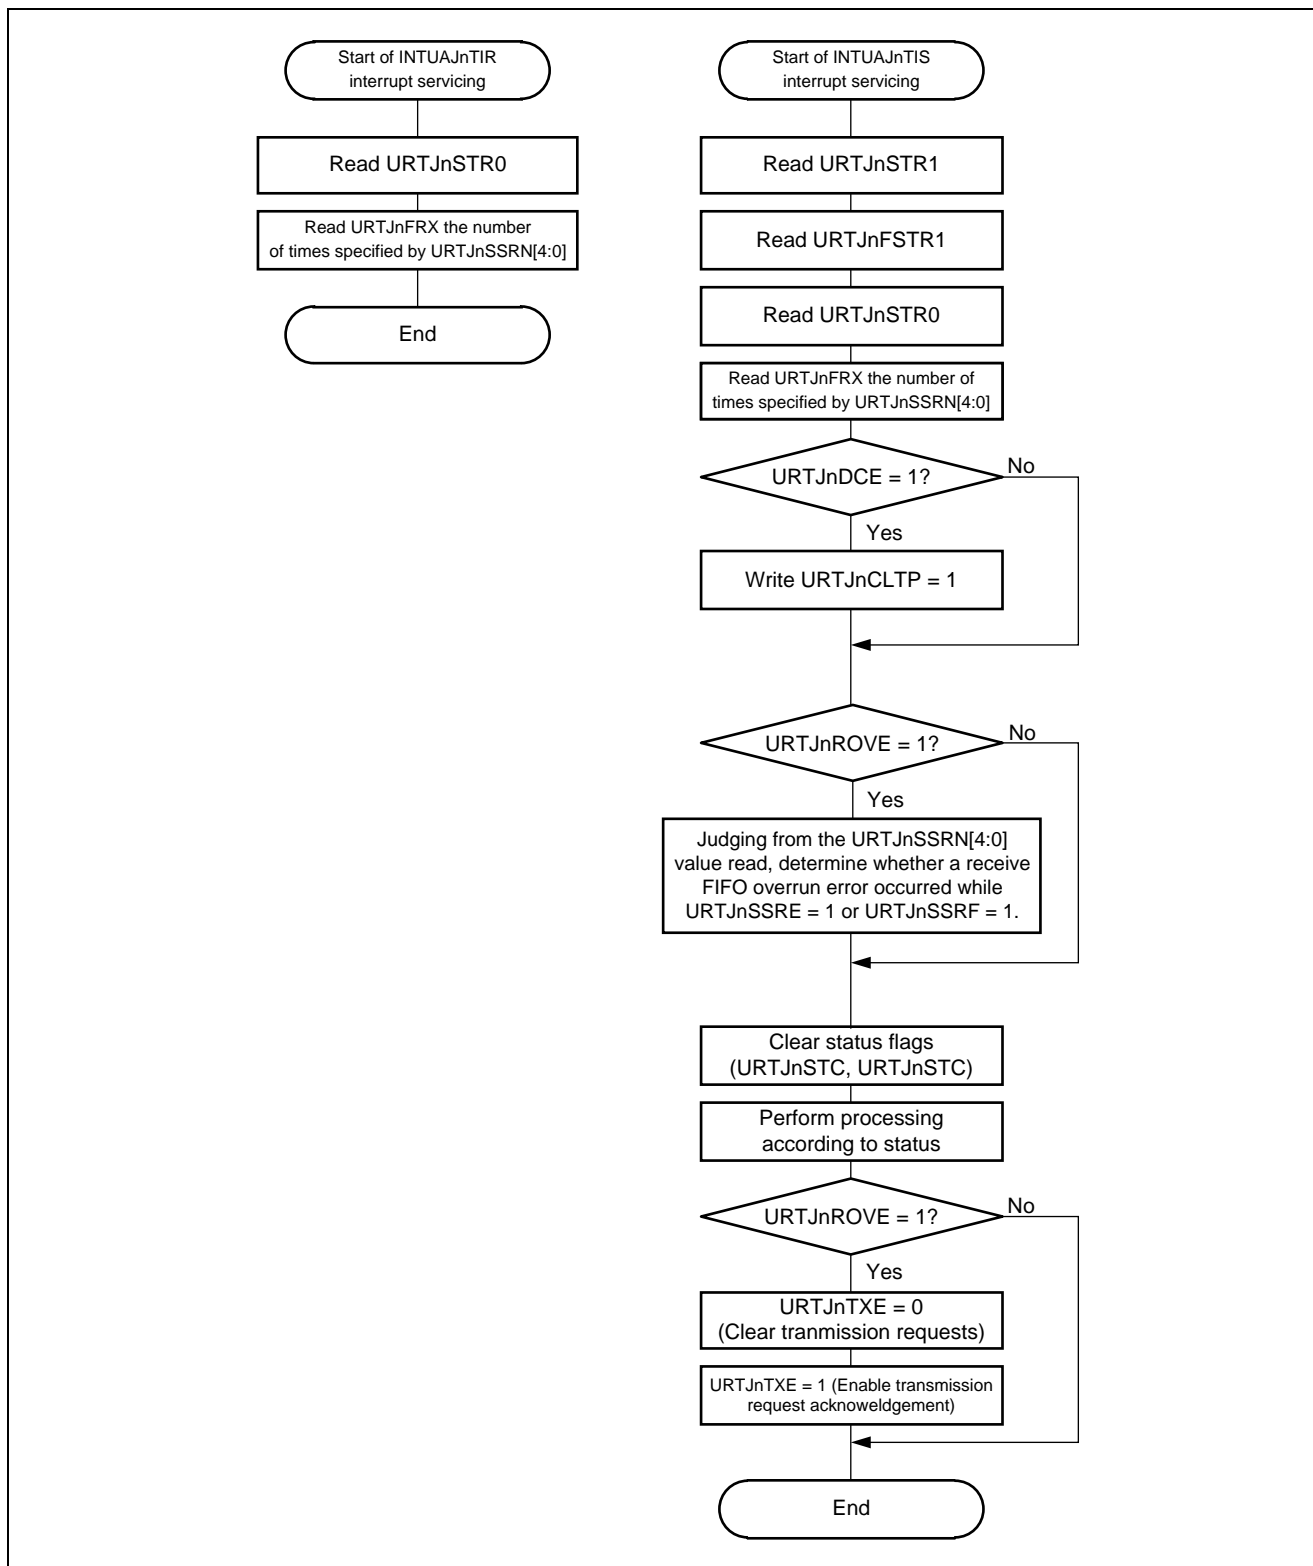 Start of INTUAJnTIR
interrupt servicing
Read URTJnSTR0
Read URTJnFRX the number
of times specified by URTJnSSRN[4:0]
End
Start of INTUAJnTIS
interrupt servicing
Read URTJnSTR1
Read URTJnFSTR1
Read URTJnSTR0
Read URTJnFRX the number of
times specified by URTJnSSRN[4:0]
URTJnDCE = 1?
No
Yes
Write URTJnCLTP = 1
URTJnROVE = 1?
No
Yes
Judging from the URTJnSSRN[4:0]
value read, determine whether a receive
FIFO overrun error occurred while
URTJnSSRE = 1 or URTJnSSRF = 1.
Clear status flags
(URTJnSTC, URTJnSTC)
Perform processing
according to status
URTJnROVE = 1?
No
Yes
URTJnTXE = 0
(Clear tranmission requests)
URTJnTXE = 1 (Enable transmission
request acknoweldgement)
End